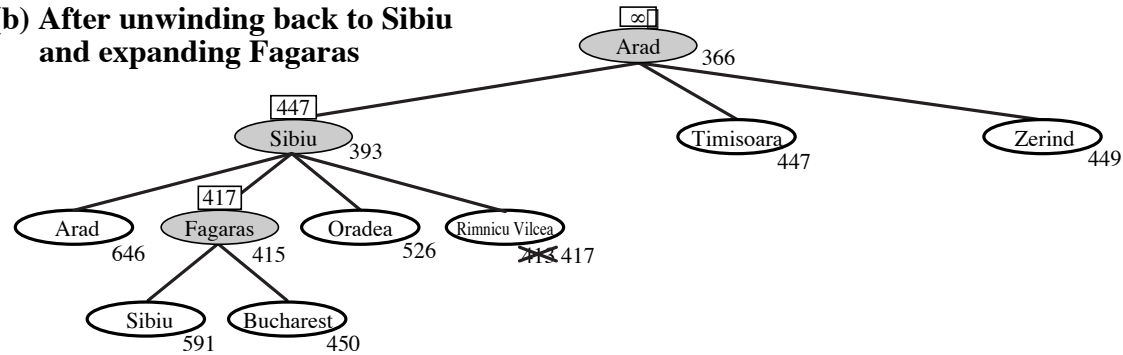 (b) After unwinding back to Sibiu
and expanding Fagaras
∞
Arad
366
447
Sibiu
393
Timisoara
447
Zerind
449
417
Arad
646
Fagaras
415
Oradea
526
Rimnicu Vilcea
413 417
Sibiu
591
Bucharest
450